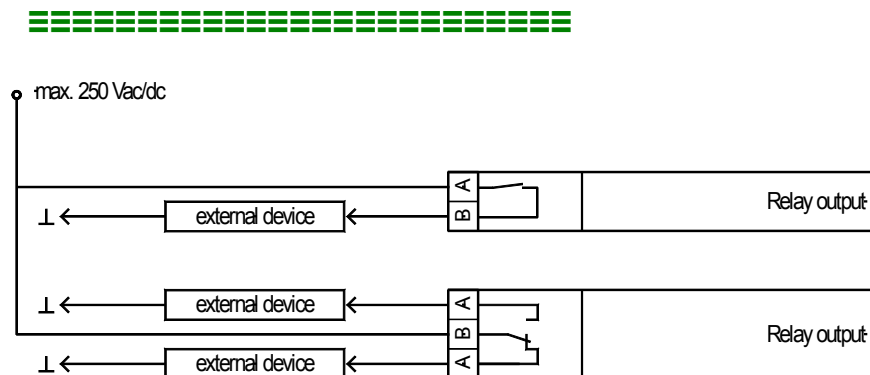 max. 250 Vac/dc
A
B
external device
Relay output
external device
A
B
Relay output
external device
A